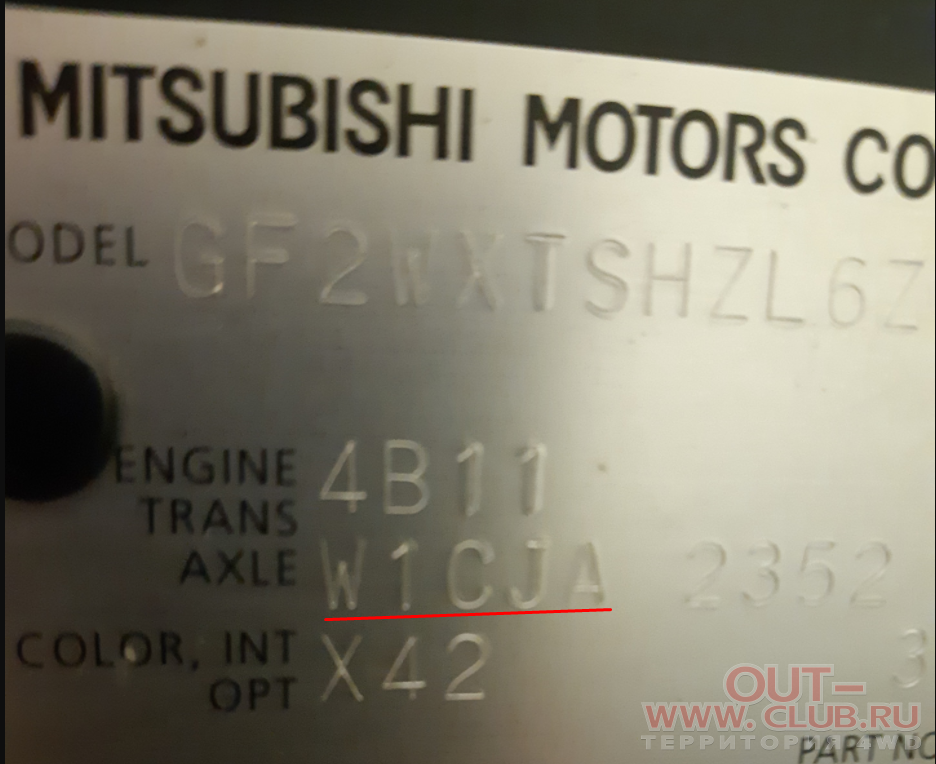 MITSUBISHI MOTORS CO
ODEL GF2WXTSHZL6Z
ENGINE 4B11
TRANS
AXLE W1CJA 2352
COLOR, INT X42 3
OPT
OUT-
WWW.CLUB.RU
ТЕРРИТОРИЯ 4WD
PART NO